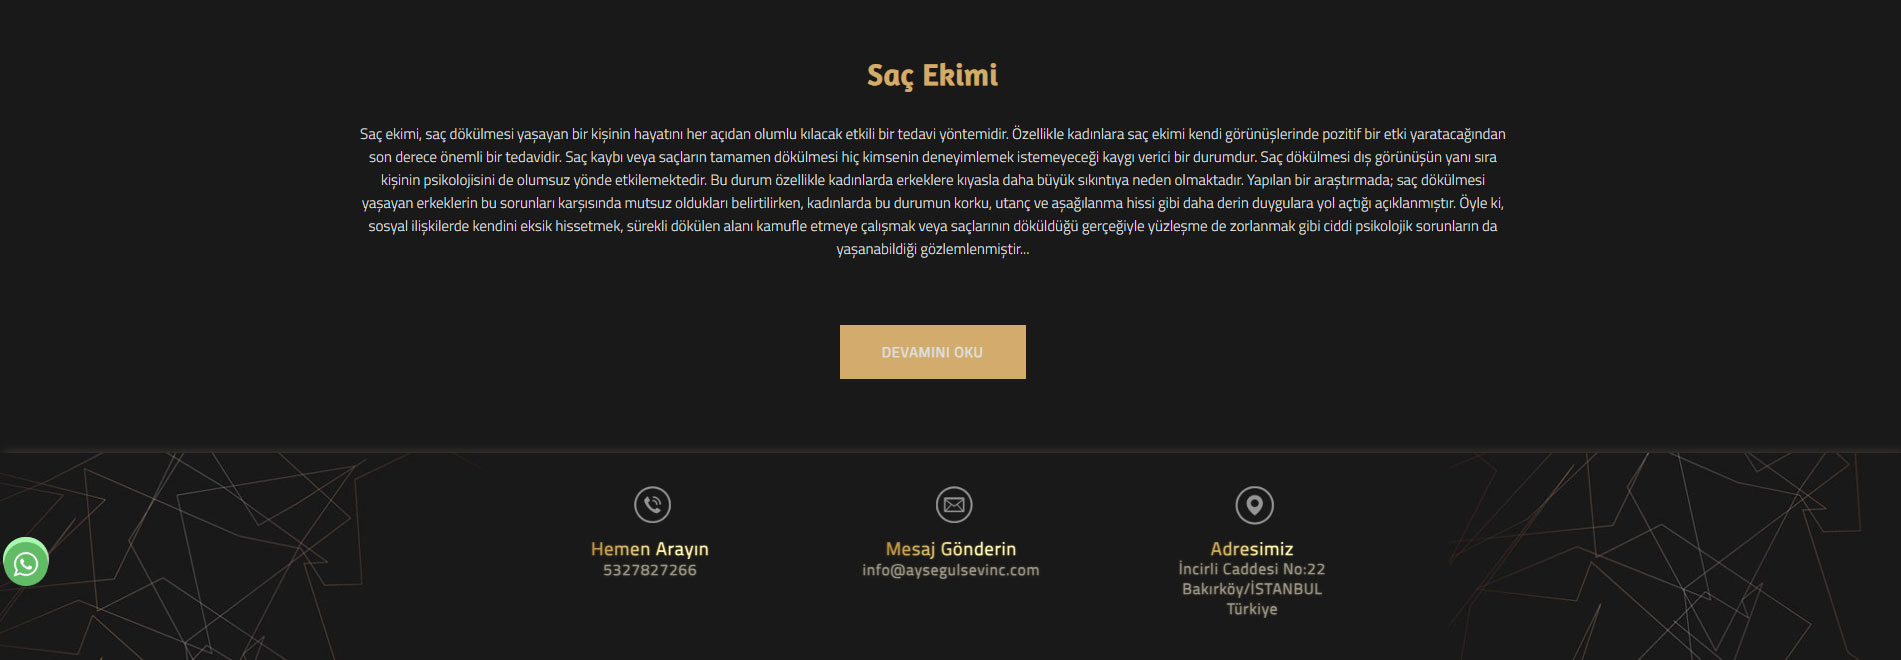 Saç Ekimi
Saç ekimi, saç dökülmesi yaşayan bir kişinin hayatını her açıdan olumlu kılacak etkili bir tedavi yöntemidir. Özellikle kadınlara saç ekimi kendi görünüşlerinde pozitif bir etki yaratacağından
son derece önemli bir tedavidir. Saç kaybı veya saçların tamamen dökülmesi hiç kimsenin deneyimlemek istemeyeceği kaygı verici bir durumdur. Saç dökülmesi dış görünüşün yanı sıra
kişinin psikolojisini de olumsuz yönde etkilemektedir. Bu durum özellikle kadınlarda erkeklere kıyasla daha büyük sıkıntıya neden olmaktadır. Yapılan bir araştırmada; saç dökülmesi
yaşayan erkeklerin bu sorunları karşısında mutsuz oldukları belirtilirken, kadınlarda bu durumun korku, utanç ve aşağılanma hissi gibi daha derin duygulara yol açtığı açıklanmıştır. Öyle ki,
sosyal ilişkilerde kendini eksik hissetmek, sürekli dökülen alanı kamufle etmeye çalışmak veya saçlarının döküldüğü gerçeğiyle yüzleşme de zorlanmak gibi ciddi psikolojik sorunların da
yaşanabildiği gözlemlenmiştir...
DEVAMINI OKU
Hemen Arayın
5327827266
Mesaj Gönderin
info@aysegulsevinc.com
Adresimiz
İncirli Caddesi No:22
Bakırköy/İSTANBUL
Türkiye